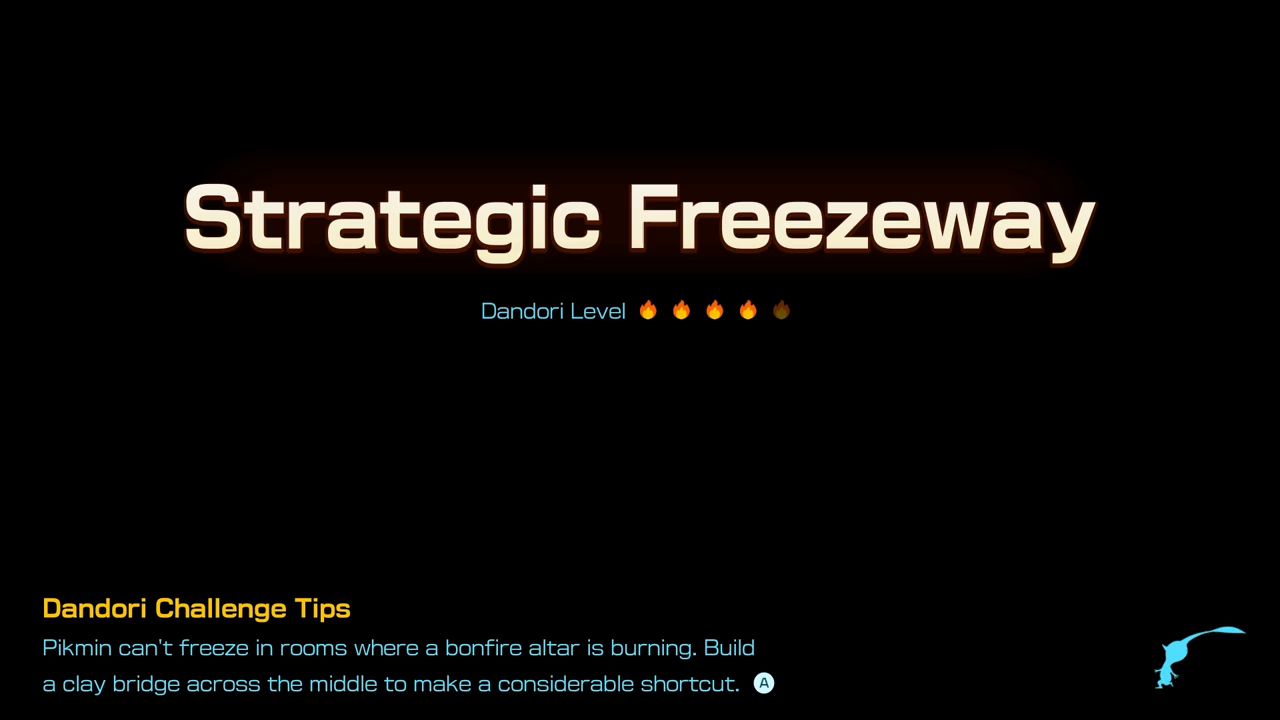 Strategic Freezeway
Dandori Level
Dandori Challenge Tips
Pikmin can't freeze in rooms where a bonfire altar is burning. Build
a clay bridge across the middle to make a considerable shortcut. A